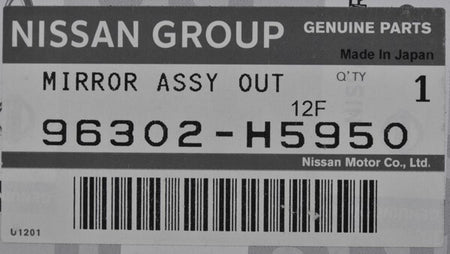 NISSAN GROUP GENUINE PARTS
Made In Japan
MIRROR ASSY OUT Q'TY 1
12F
96302-H5950
Nissan Motor Co., Ltd.
U1201